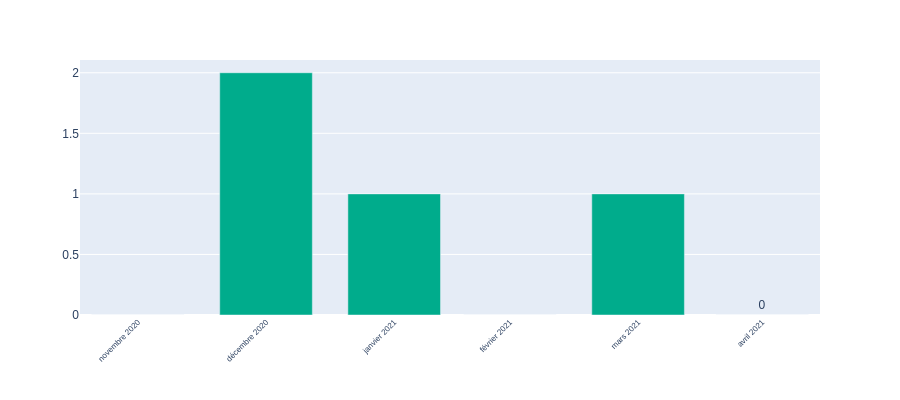 2
1.5
1
0.5
0
0
novembre 2020
décembre 2020
janvier 2021
février 2021
mars 2021
avril 2021